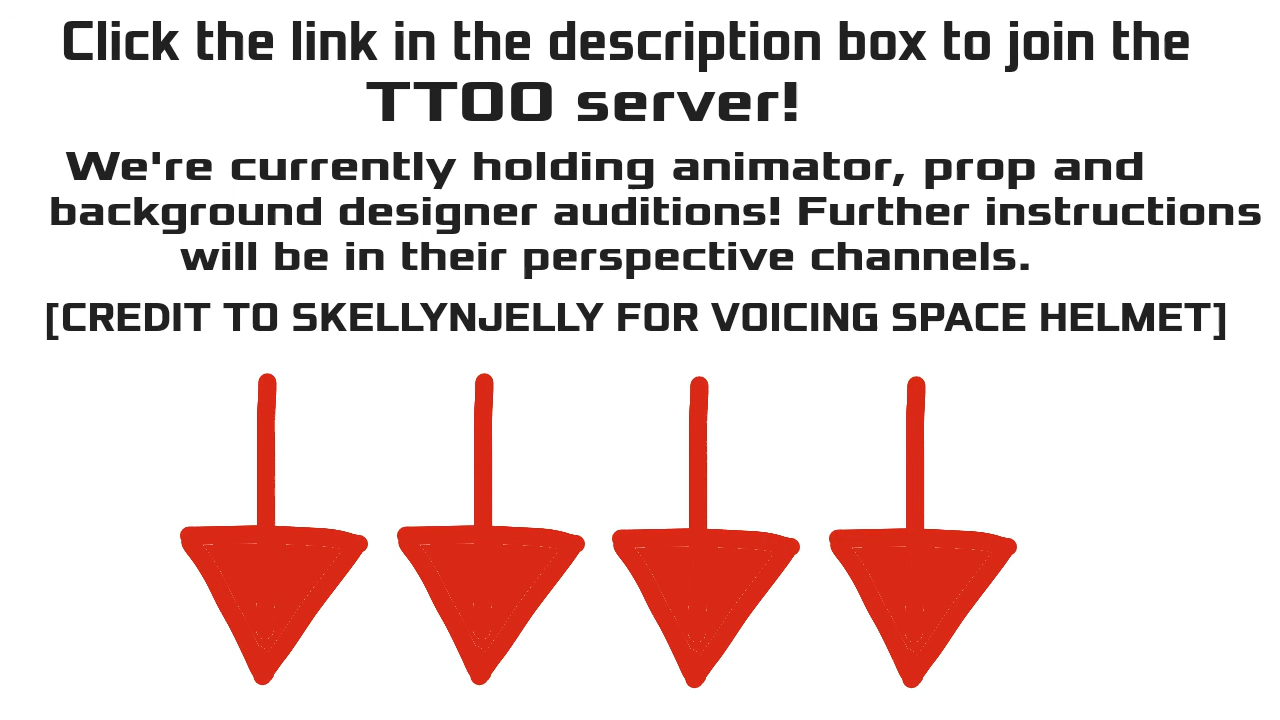 Click the link in the description box to join the
TTOO server!
We're currently holding animator, prop and
background designer auditions! Further instructions
will be in their perspective channels.
[CREDIT TO SKELLYNJELLY FOR VOICING SPACE HELMET]